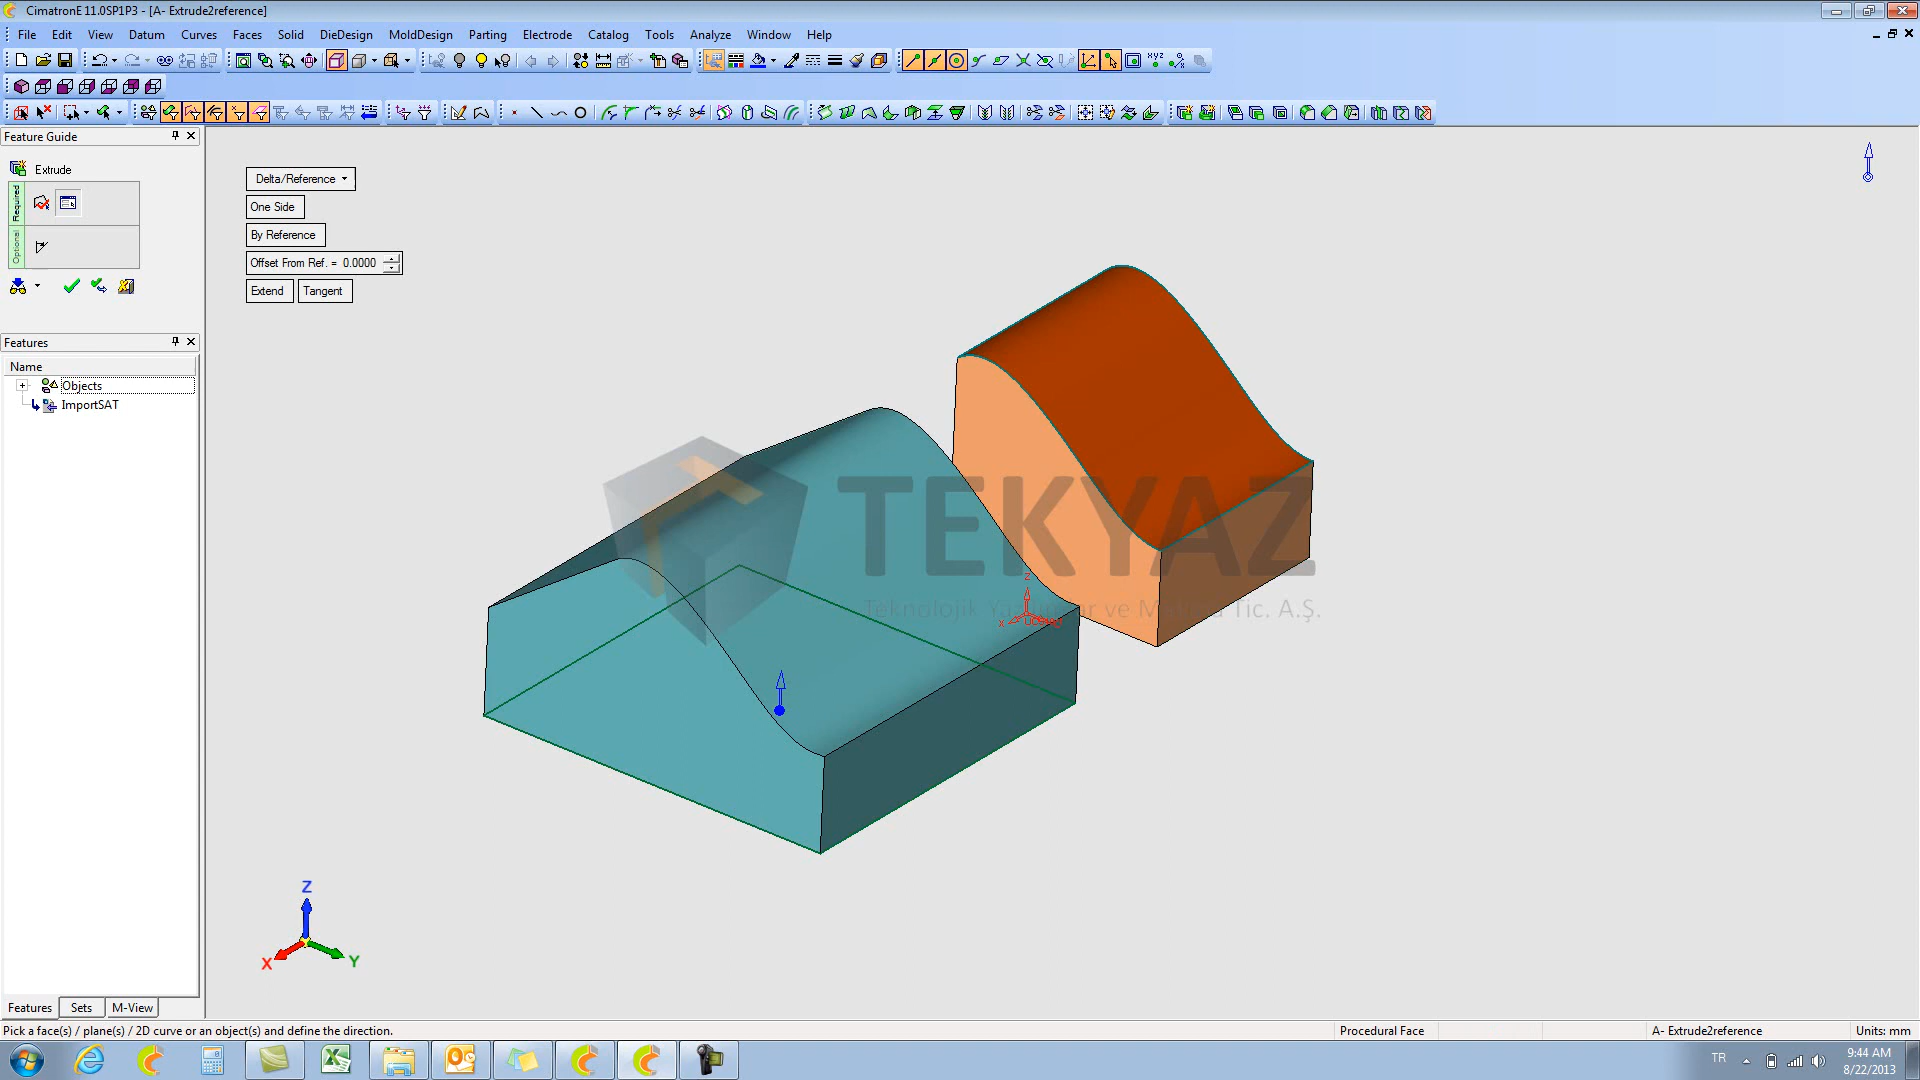 CimatronE 11.0SP1P3 - [A- Extrude2reference]
File Edit View Datum Curves Faces Solid DieDesign MoldDesign Parting Electrode Catalog Tools Analyze Window Help
Feature Guide
Extrude
Required
Optional
Delta/Reference
One Side
By Reference
Offset From Ref. = 0.0000
Extend Tangent
Features
Name
Objects
ImportSAT
TEKYAZ
Z
X
Z
X
Y
Features Sets M-View
Pick a face(s) / plane(s) / 2D curve or an object(s) and define the direction.
Procedural Face
A- Extrude2reference
Units: mm
TR
9:44 AM
8/22/2013